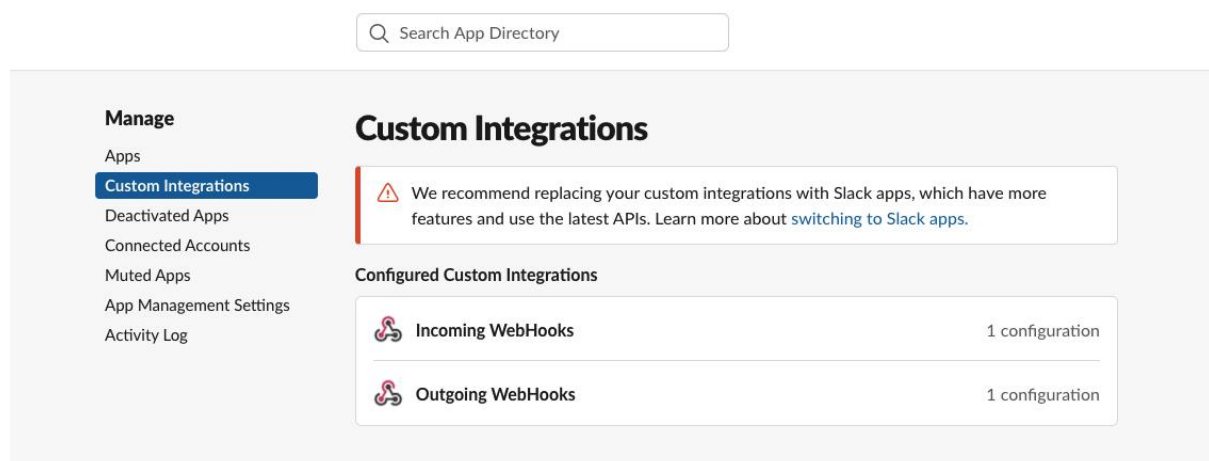 Search App Directory
Manage
Apps
Custom Integrations
Deactivated Apps
Connected Accounts
Muted Apps
App Management Settings
Activity Log
Custom Integrations
We recommend replacing your custom integrations with Slack apps, which have more
features and use the latest APIs. Learn more about switching to Slack apps.
Configured Custom Integrations
Incoming WebHooks 1 configuration
Outgoing WebHooks 1 configuration